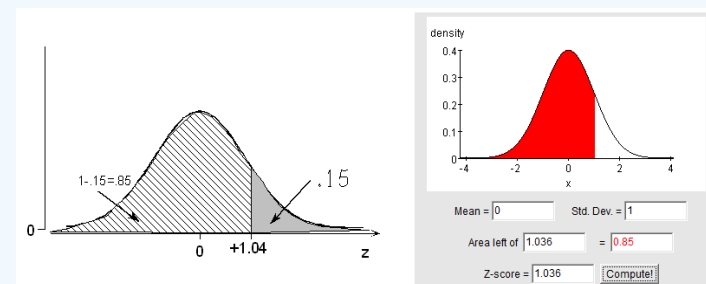 1-.15=.85
.15
0
0
+1.04
z
density
0.4
0.3
0.2
0.1
0
-4
-2
0
2
4
x
Mean = 0 Std. Dev. = 1
Area left of 1.036 = 0.85
Z-score = 1.036 Compute!